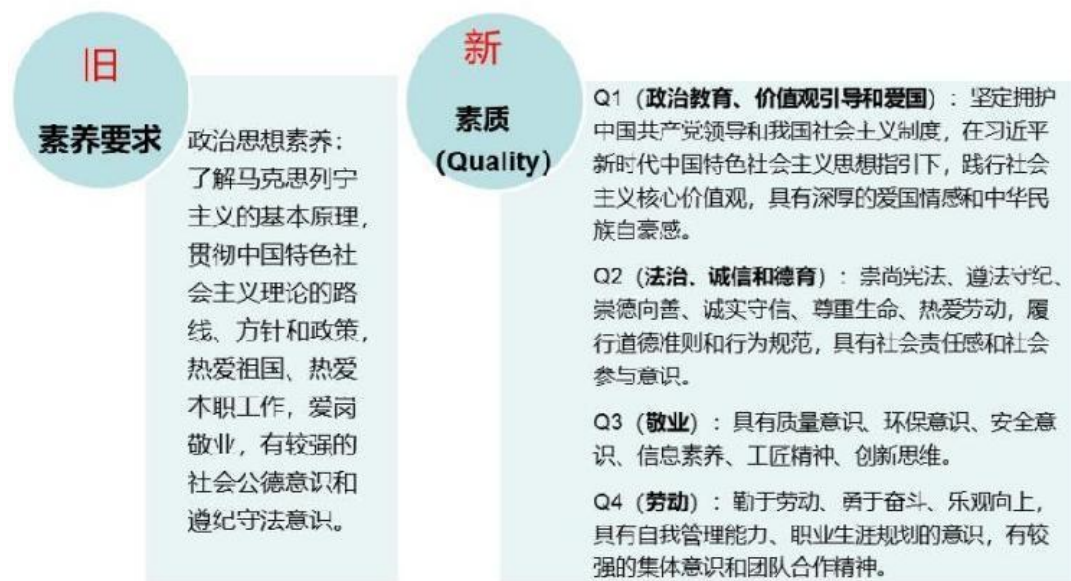 旧
素养要求
政治思想素养：
了解马克思列宁
主义的基本原理，
贯彻中国特色社
会主义理论的路
线、方针和政策，
热爱祖国、热爱
本职工作，爱岗
敬业，有较强的
社会公德意识和
遵纪守法意识。
新
素质
(Quality)
Q1（政治教育、价值观引导和爱国）：坚定拥护
中国共产党领导和我国社会主义制度，在习近平
新时代中国特色社会主义思想指引下，践行社会
主义核心价值观，具有深厚的爱国情感和中华民
族自豪感。
Q2（法治、诚信和德育）：崇尚宪法、遵法守纪、
崇德向善、诚实守信、尊重生命、热爱劳动，履
行道德准则和行为规范，具有社会责任感和社会
参与意识。
Q3（敬业）：具有质量意识、环保意识、安全意
识、信息素养、工匠精神、创新思维。
Q4（劳动）：勤于劳动、勇于奋斗、乐观向上，
具有自我管理能力、职业生涯规划的意识，有较
强的集体意识和团队合作精神。